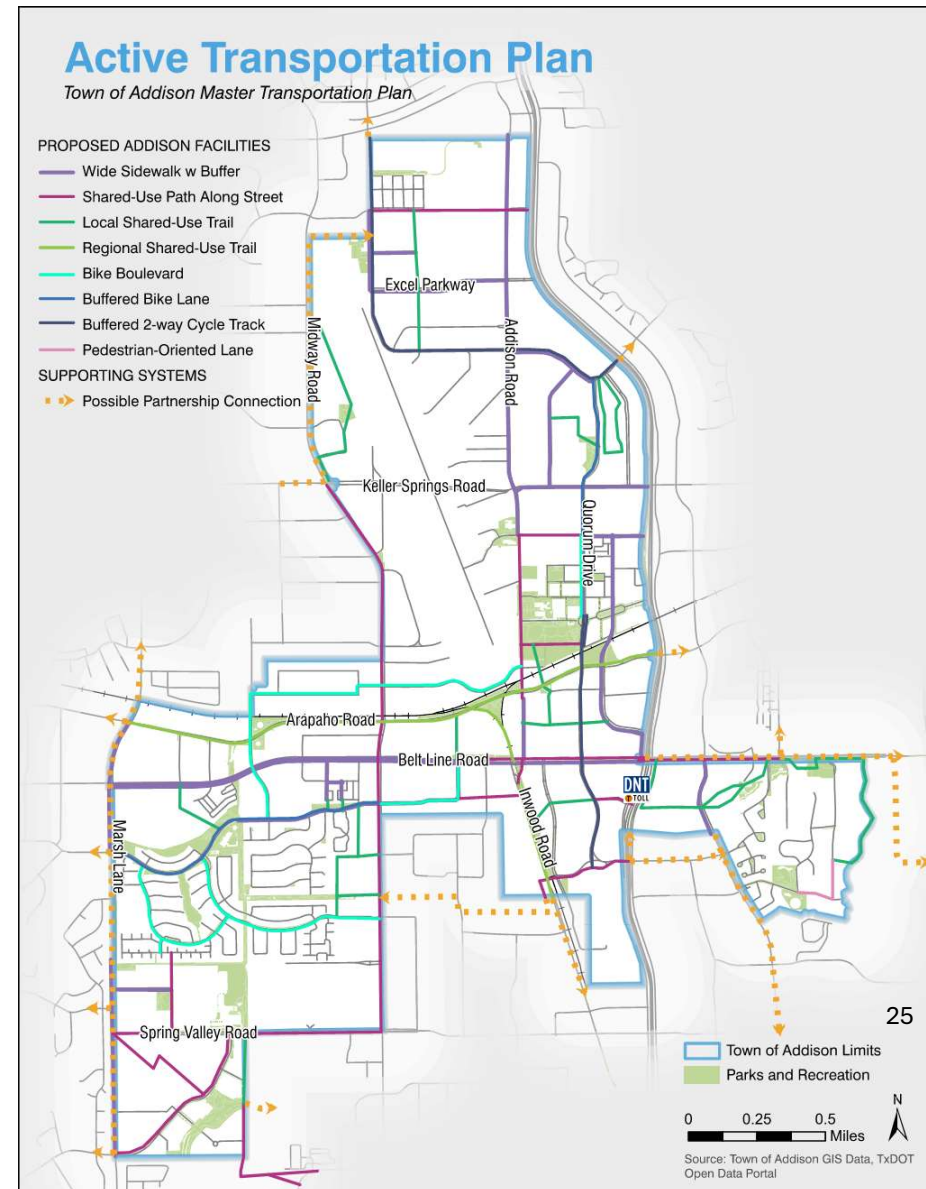 Active Transportation Plan
Town of Addison Master Transportation Plan
PROPOSED ADDISON FACILITIES
Wide Sidewalk w Buffer
Shared-Use Path Along Street
Local Shared-Use Trail
Regional Shared-Use Trail
Bike Boulevard
Buffered Bike Lane
Buffered 2-way Cycle Track
Pedestrian-Oriented Lane
SUPPORTING SYSTEMS
Possible Partnership Connection
Excel Parkway
Midway Road
Addison Road
Keller Springs Road
Quorum Drive
Arapaho Road
Belt Line Road
DNT
TOLL
Inwood Road
Marsh Lane
Spring Valley Road
25
Town of Addison Limits
Parks and Recreation
N
0 0.25 0.5
Miles
Source: Town of Addison GIS Data, TxDOT
Open Data Portal